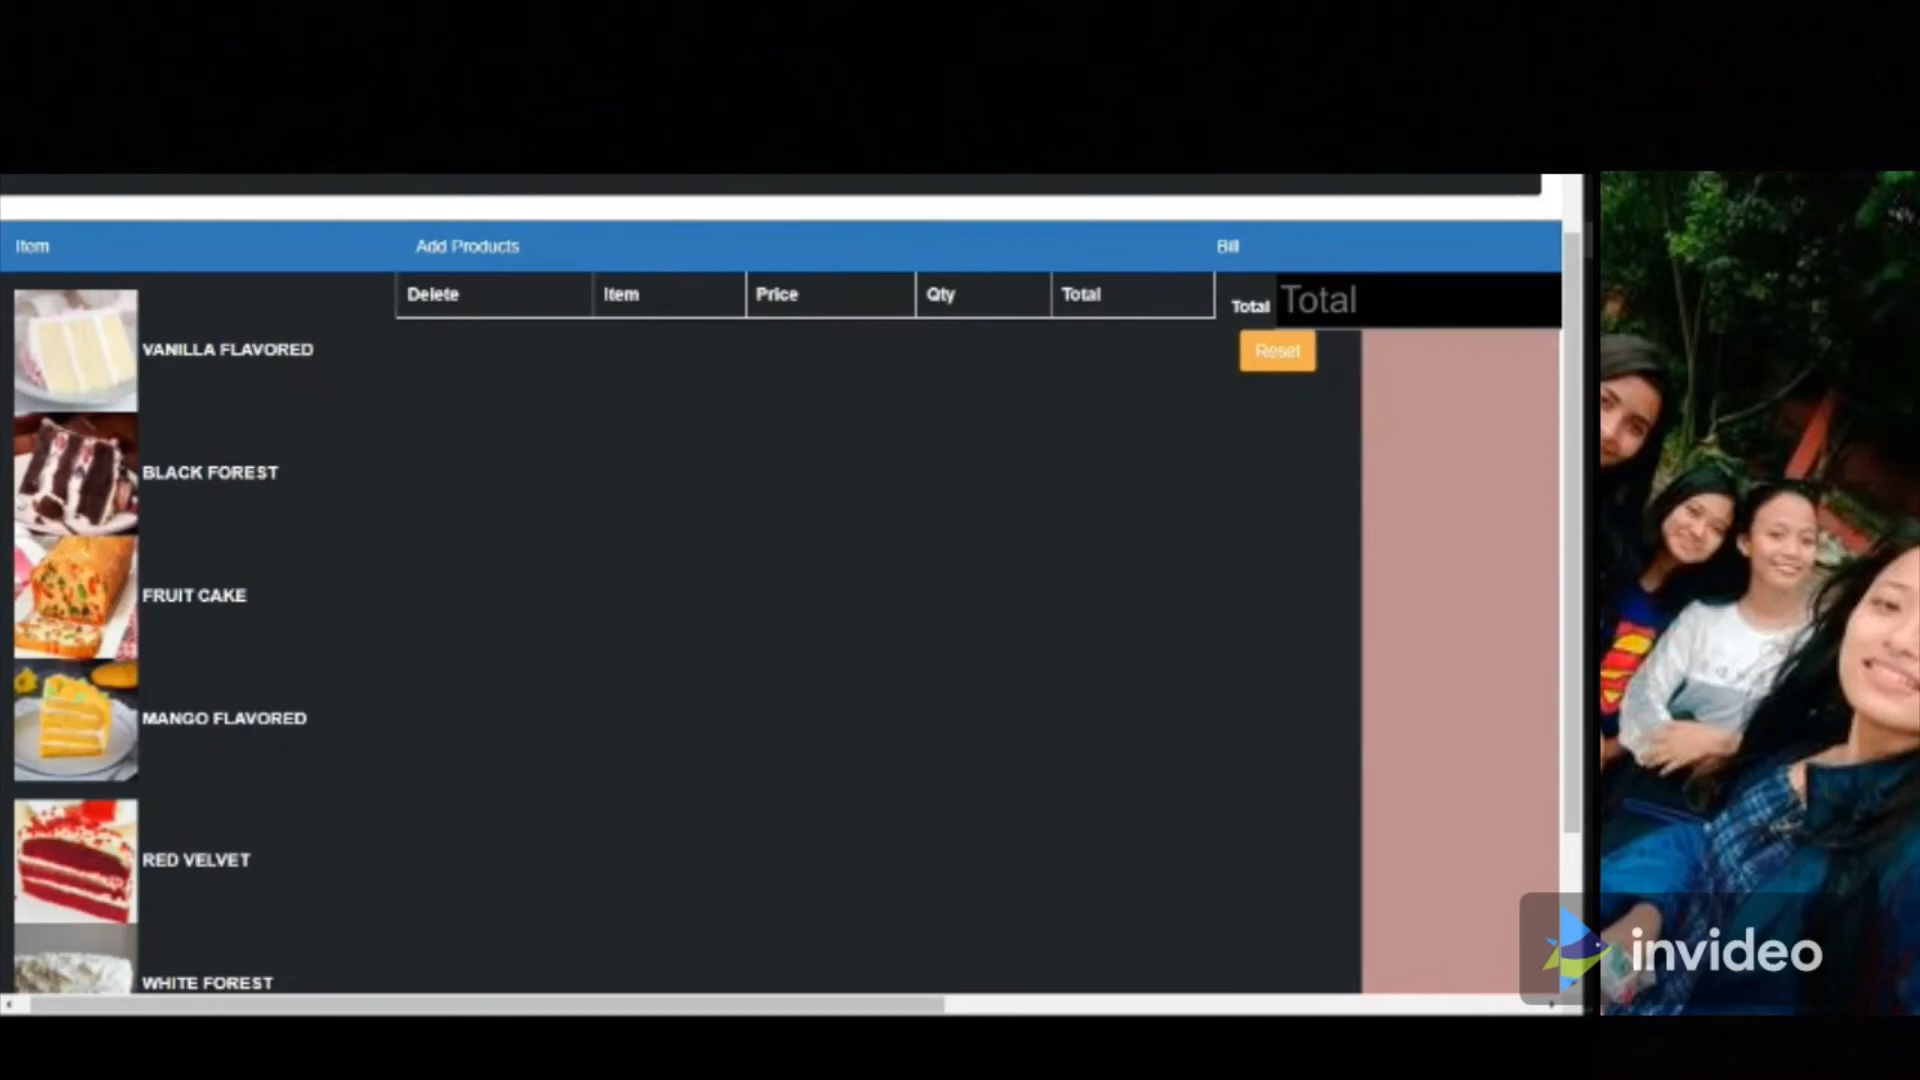 Item Add Products Bill
Delete Item Price Qty Total Total Total
Reset
VANILLA FLAVORED
BLACK FOREST
FRUIT CAKE
MANGO FLAVORED
RED VELVET
WHITE FOREST
invideo